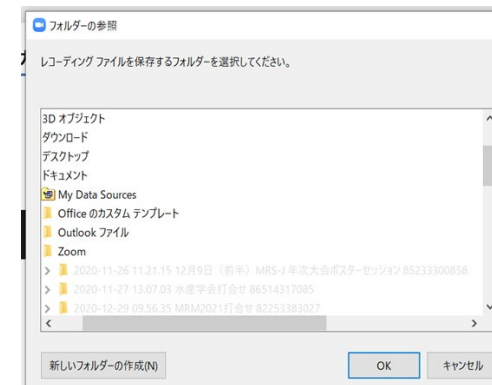 フォルダーの参照
レコーディング ファイルを保存するフォルダーを選択してください。
3D オブジェクト
ダウンロード
デスクトップ
ドキュメント
My Data Sources
Office のカスタム テンプレート
Outlook ファイル
Zoom
2020-11-26 11.21.15 12月9日（前半）MRS-J 年次大会ポスターセッション 85233300856
2020-11-27 13.07.03 水産学会打合せ 86514317085
2020-12-29 09.56.35 MRM2021打合せ 82253383027
新しいフォルダーの作成(N)
OK
キャンセル